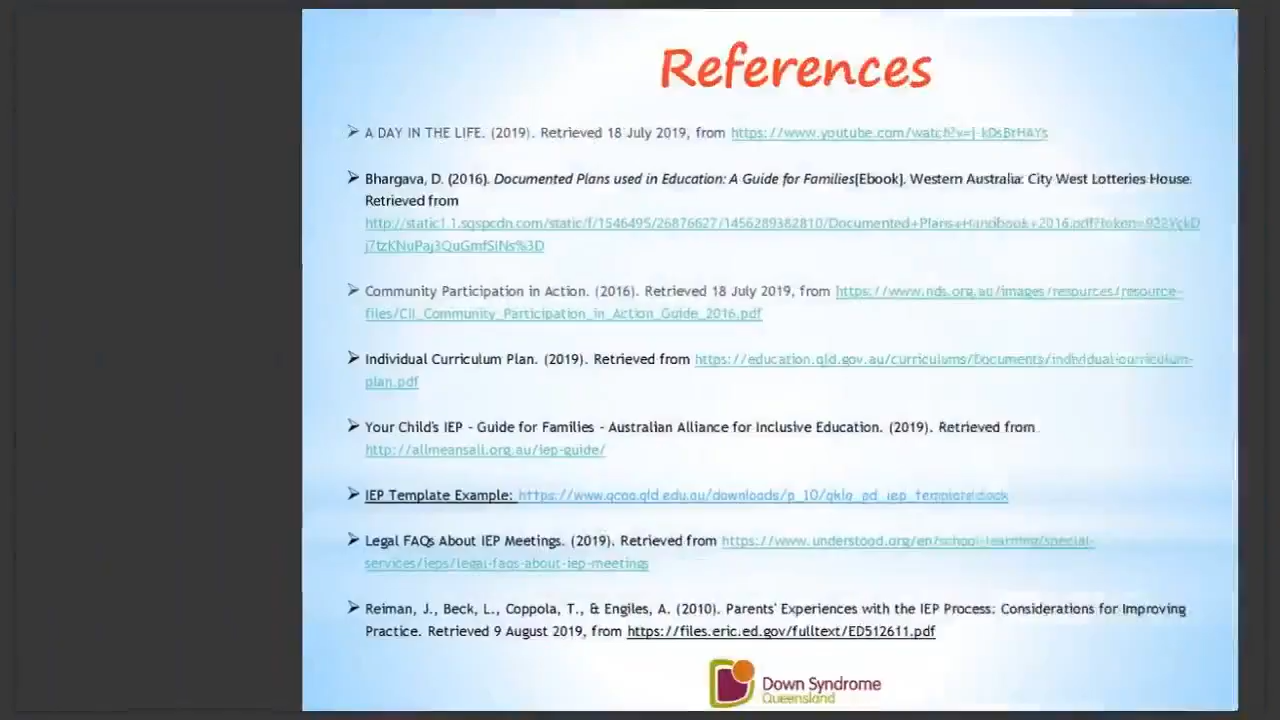 References
➢ A DAY IN THE LIFE. (2019). Retrieved 18 July 2019, from
➢ Bhargava, D. (2016). Documented Plans used in Education: A Guide for Families[Ebook]. Western Australia: City West Lotteries House.
Retrieved from
➢ Community Participation in Action. (2016). Retrieved 18 July 2019, from https://www.nds.org.au/images/resources/resource-
files/CII_Community_Participation_in_Action_Guide_2016.pdf
➢ Individual Curriculum Plan. (2019). Retrieved from https://education.qld.gov.au/curriculums/Documents/individual-curriculum-
plan.pdf
➢ Your Child's IEP - Guide for Families - Australian Alliance for Inclusive Education. (2019). Retrieved from
http://allmeansall.org.au/iep-guide/
➢ IEP Template Example:
➢ Legal FAQs About IEP Meetings. (2019). Retrieved from https://www.understood.org/en/school-learning/special-
services/ieps/legal-faqs-about-iep-meetings
➢ Reiman, J., Beck, L., Coppola, T., & Engiles, A. (2010). Parents' Experiences with the IEP Process: Considerations for Improving
Practice. Retrieved 9 August 2019, from https://files.eric.ed.gov/fulltext/ED512611.pdf
Down Syndrome
Queensland